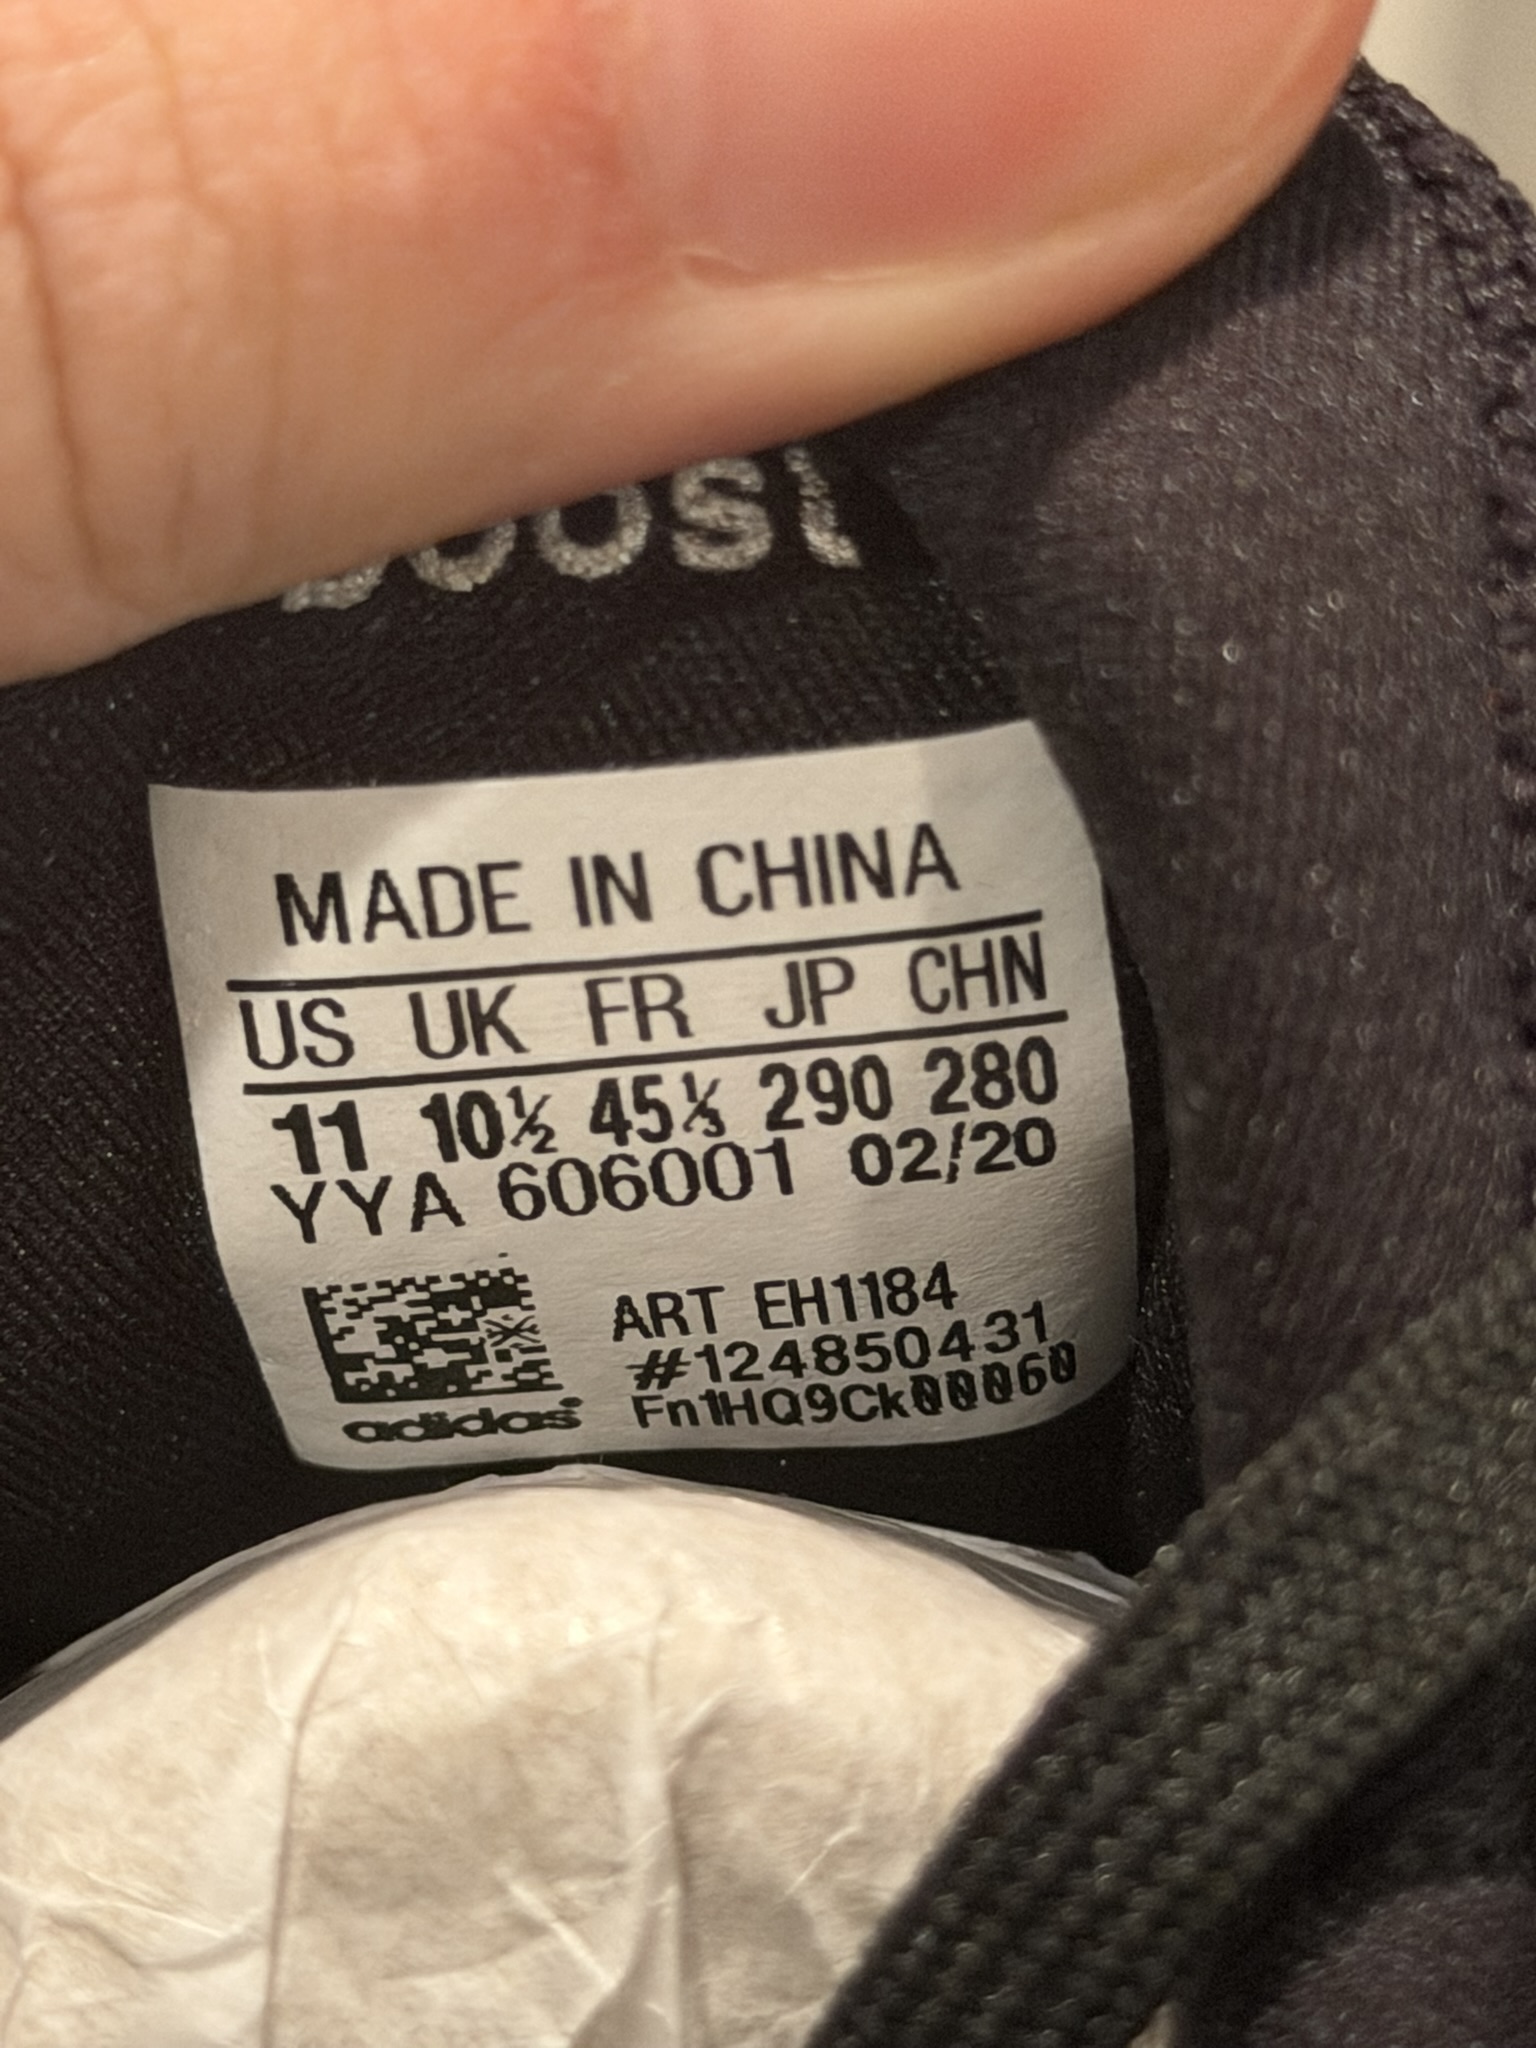 MADE IN CHINA
US UK FR JP CHN
11 10½ 45⅓ 290 280
YYA 606001 02/20
ART EH1184
#124850431
Fn1HQ9Ck00060
adidas